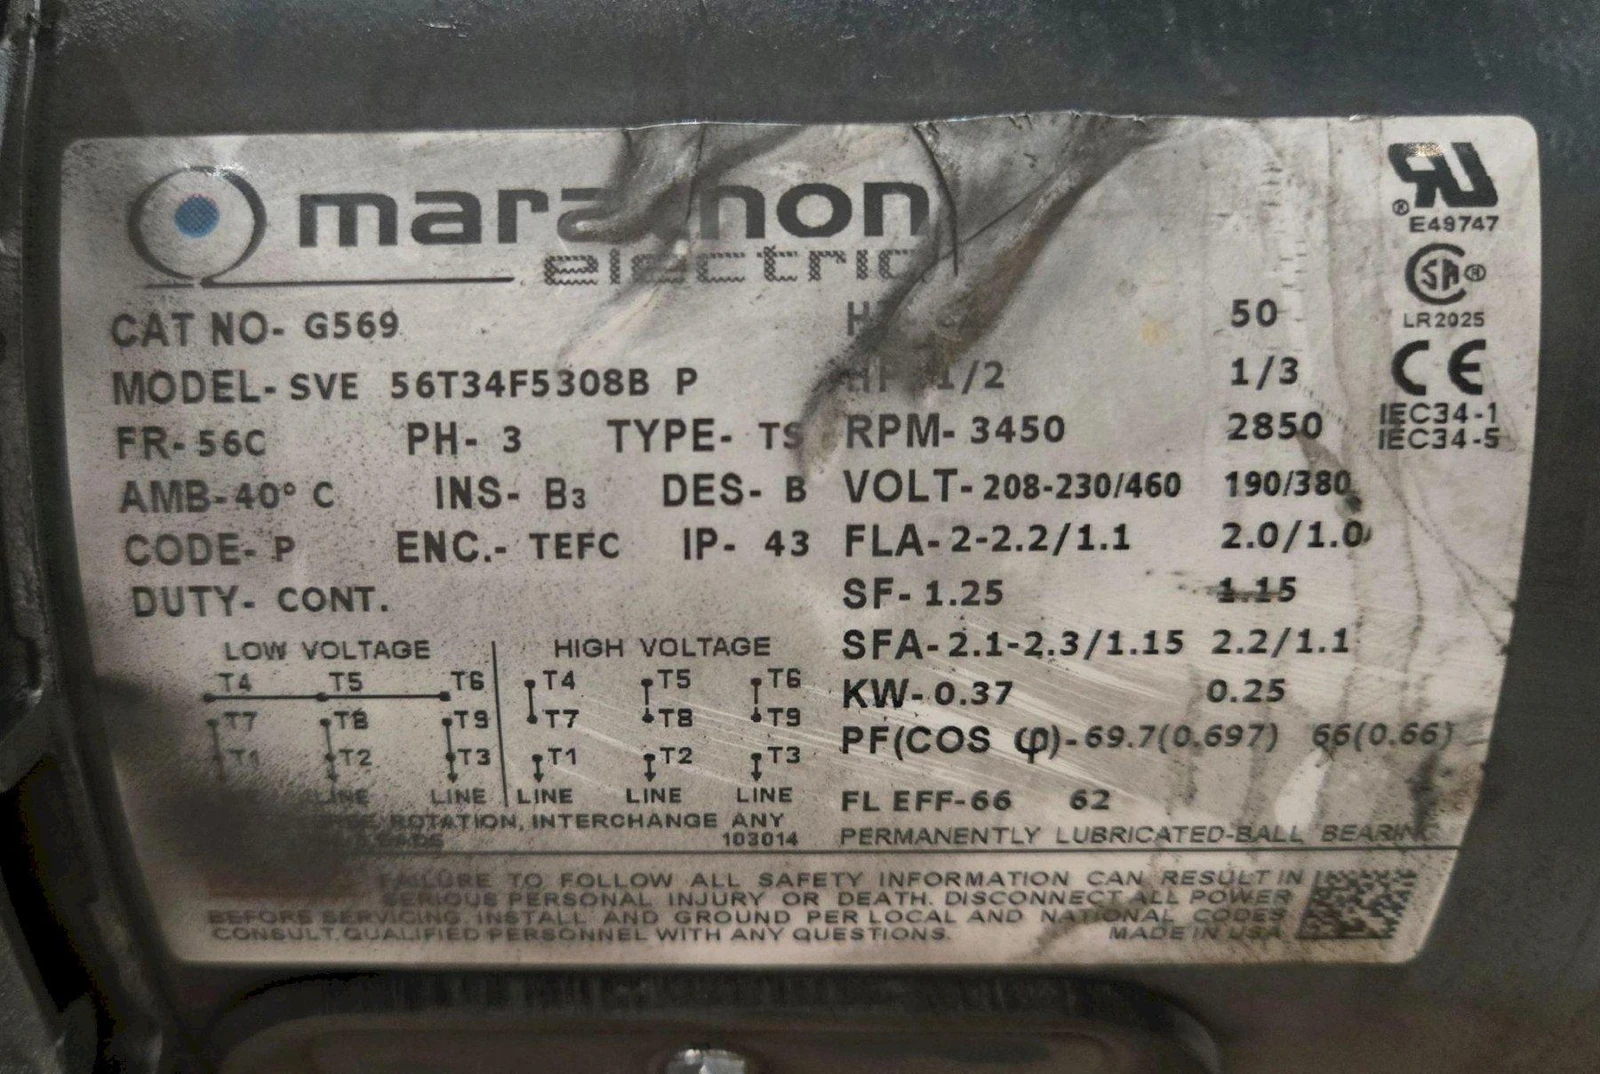 marathon
electric
CAT NO- G569
MODEL- SVE 56T34F5308B P
FR- 56C PH- 3 TYPE- TS
AMB- 40° C INS- B3 DES- B
CODE- P ENC.- TEFC IP- 43
DUTY- CONT.
50
1/2 1/3
RPM- 3450 2850
VOLT- 208-230/460 190/380
FLA- 2-2.2/1.1 2.0/1.0
SF- 1.25 1.15
SFA- 2.1-2.3/1.15 2.2/1.1
KW- 0.37 0.25
PF(COS φ)- 69.7(0.697) 66(0.66)
FL EFF-66 62
PERMANENTLY LUBRICATED-BALL BEARING
RU
®
E49747
SA ®
LR2025
CE
IEC34-1
IEC34-5
LOW VOLTAGE
T4 T5 T6
T7 T8 T9
T1 T2 T3
LINE LINE
HIGH VOLTAGE
T4 T5 T6
T7 T8 T9
T1 T2 T3
LINE LINE LINE
ROTATION, INTERCHANGE ANY
103014
FAILURE TO FOLLOW ALL SAFETY INFORMATION CAN RESULT IN
SERIOUS PERSONAL INJURY OR DEATH. DISCONNECT ALL POWER
BEFORE SERVICING. INSTALL AND GROUND PER LOCAL AND NATIONAL CODES
CONSULT QUALIFIED PERSONNEL WITH ANY QUESTIONS. MADE IN USA